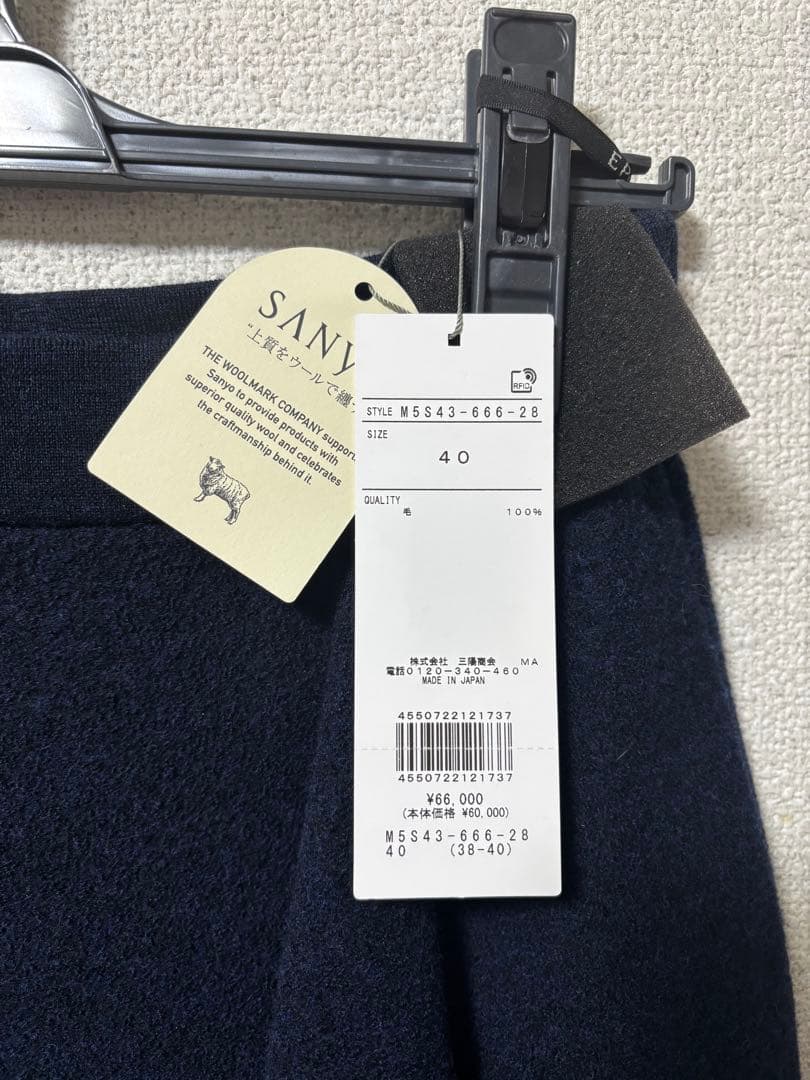 EP
SANY
"上質をウールで纏
THE WOOLMARK COMPANY support
Sanyo to provide products with
superior quality wool and celebrates
the craftmanship behind it.
RFID
STYLE M5S43-666-28
SIZE
40
QUALITY
毛 100%
株式会社 三陽商会 MA
電話0120-340-460
MADE IN JAPAN
4550722121737
4550722121737
¥66,000
(本体価格 ¥60,000)
M5S43-666-28
40 (38-40)